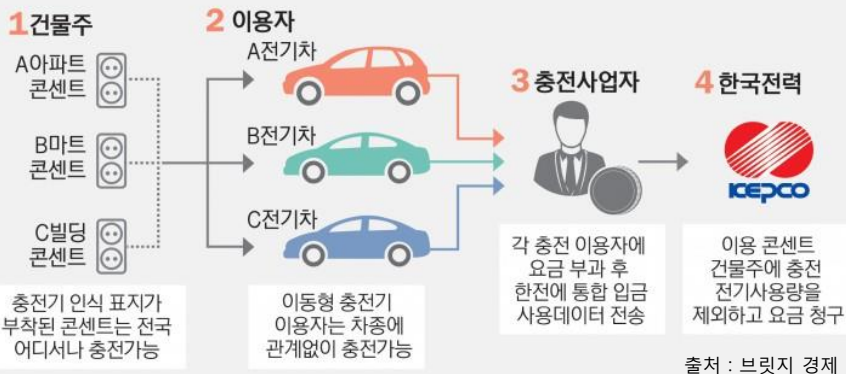 1 건물주
A아파트
콘센트
B마트
콘센트
C빌딩
콘센트
충전기 인식 표지가
부착된 콘센트는 전국
어디서나 충전가능
2 이용자
A전기차
B전기차
C전기차
이동형 충전기
이용자는 차종에
관계없이 충전가능
3 충전사업자
각 충전 이용자에
요금 부과 후
한전에 통합 입금
사용데이터 전송
4 한국전력
KEPCO
이용 콘센트
건물주에 충전
전기사용량을
제외하고 요금 청구
출처 : 브릿지 경제